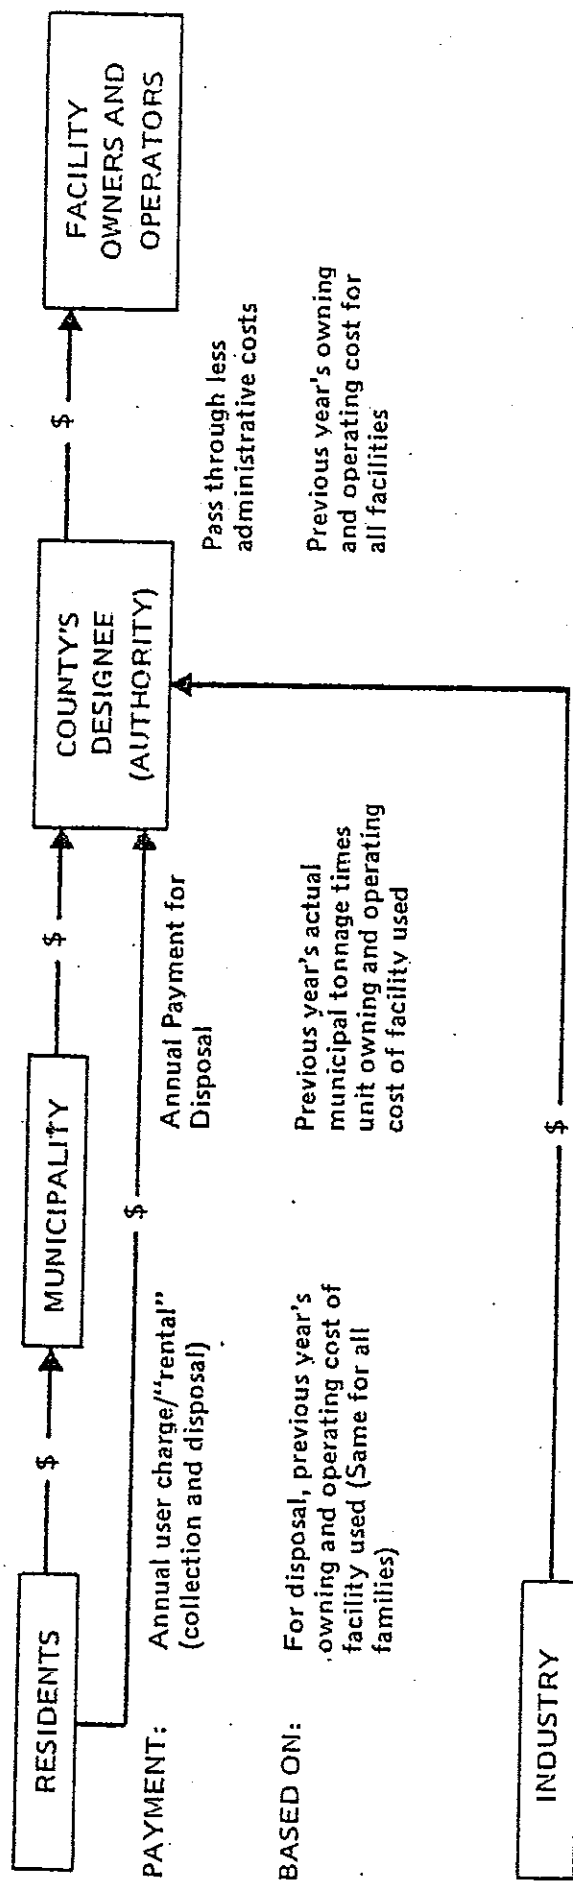 RESIDENTS
$
MUNICIPALITY
$
COUNTY'S
DESIGNEE
(AUTHORITY)
$
FACILITY
OWNERS AND
OPERATORS
$
PAYMENT:
Annual user charge/"rental"
(collection and disposal)
Annual Payment for
Disposal
Pass through less
administrative costs
BASED ON:
For disposal, previous year's
owning and operating cost of
facility used (Same for all
families)
Previous year's actual
municipal tonnage times
unit owning and operating
cost of facility used
Previous year's owning
and operating cost for
all facilities
INDUSTRY
$